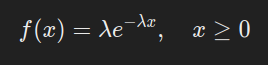 f(x) = λe^{-λx}, x ≥ 0